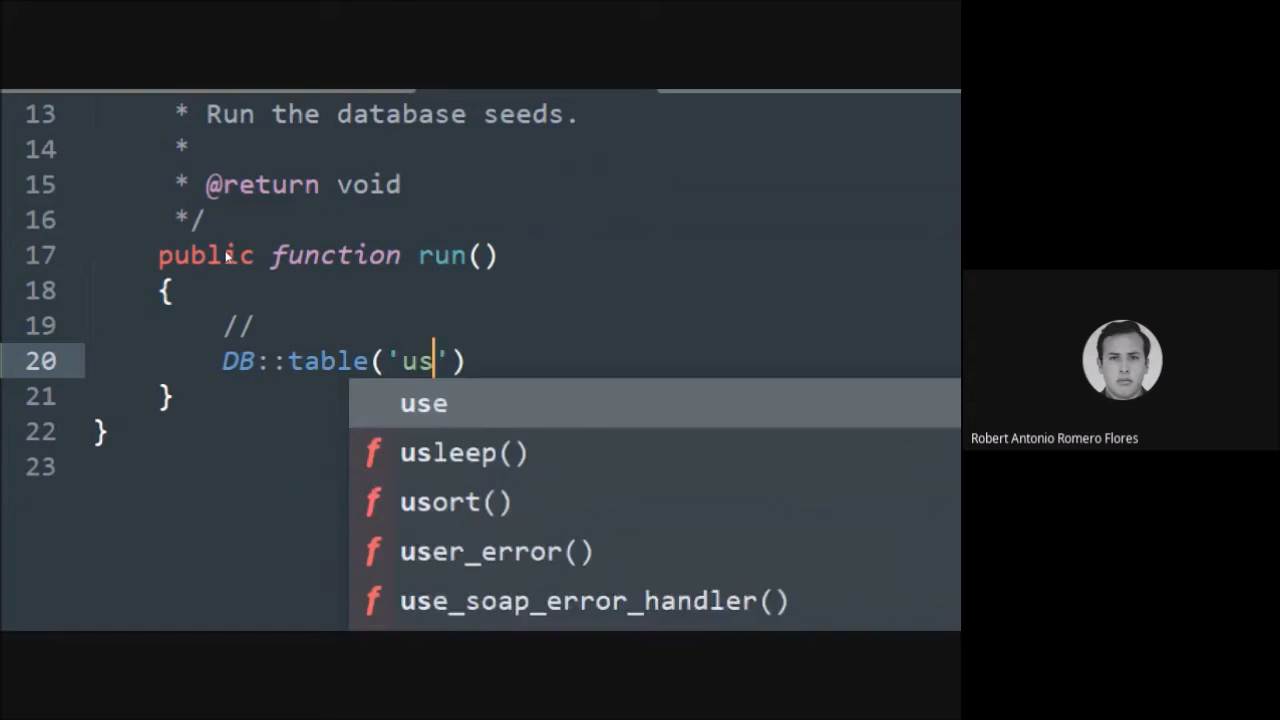 13 * Run the database seeds.
14 *
15 * @return void
16 */
17 public function run()
18 {
19 //
20 DB::table('us')
21 }
22 }
23
use
f usleep()
f usort()
f user_error()
f use_soap_error_handler()
Robert Antonio Romero Flores